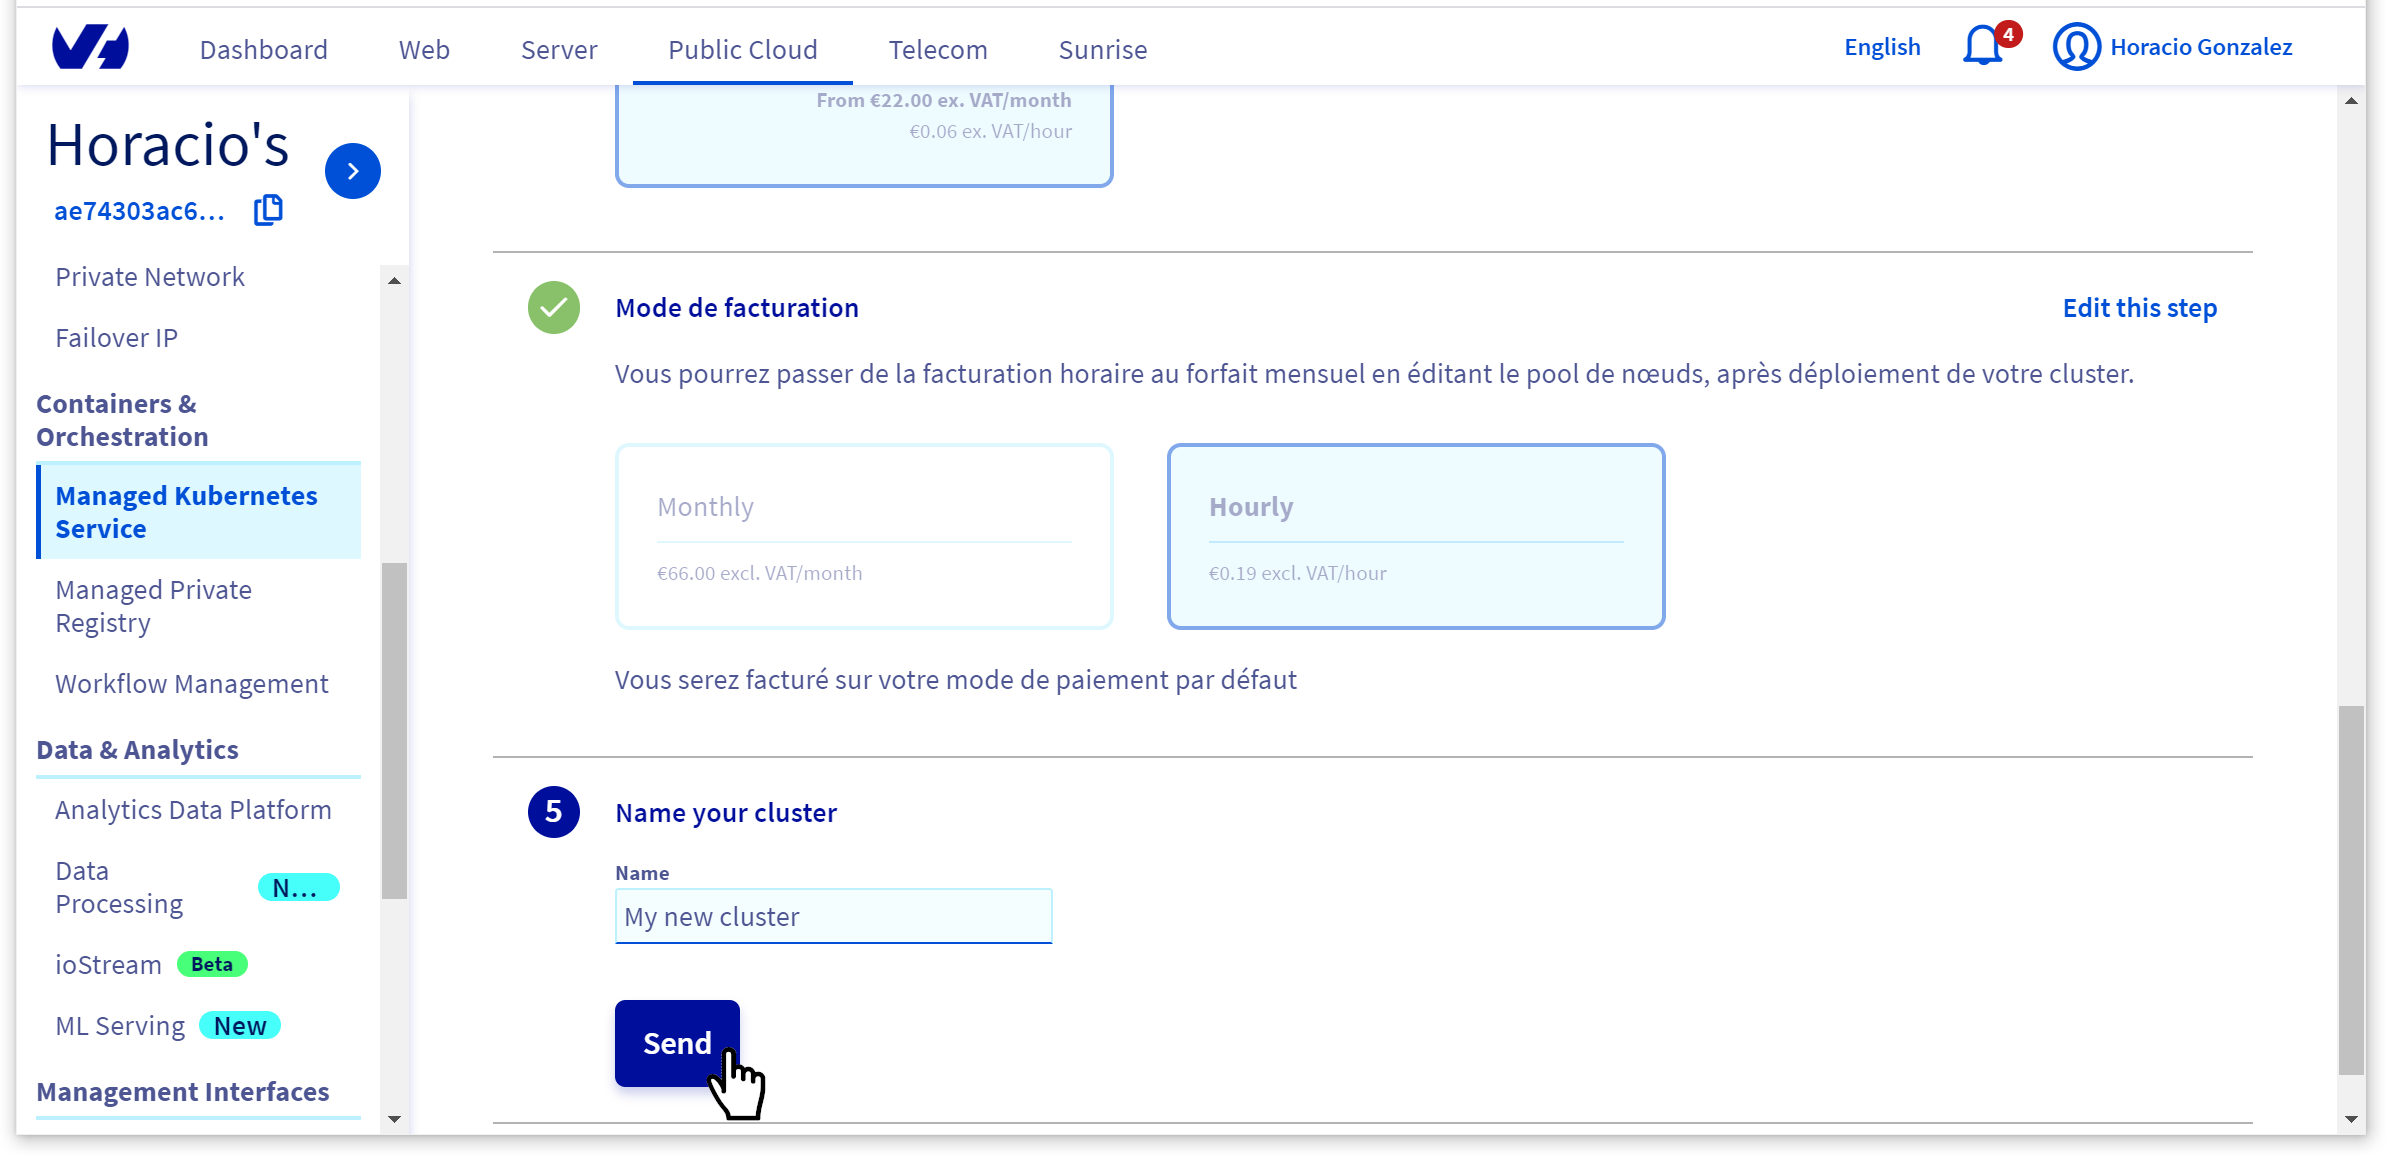 Dashboard
Web
Server
Public Cloud
Telecom
Sunrise
English
4
Horacio Gonzalez
Horacio's
ae74303ac6...
Private Network
Failover IP
Containers &
Orchestration
Managed Kubernetes
Service
Managed Private
Registry
Workflow Management
Data & Analytics
Analytics Data Platform
Data
Processing
N...
ioStream
Beta
ML Serving
New
Management Interfaces
From €22.00 ex. VAT/month
€0.06 ex. VAT/hour
Mode de facturation
Edit this step
Vous pourrez passer de la facturation horaire au forfait mensuel en éditant le pool de nœuds, après déploiement de votre cluster.
Monthly
€66.00 excl. VAT/month
Hourly
€0.19 excl. VAT/hour
Vous serez facturé sur votre mode de paiement par défaut
5
Name your cluster
Name
My new cluster
Send